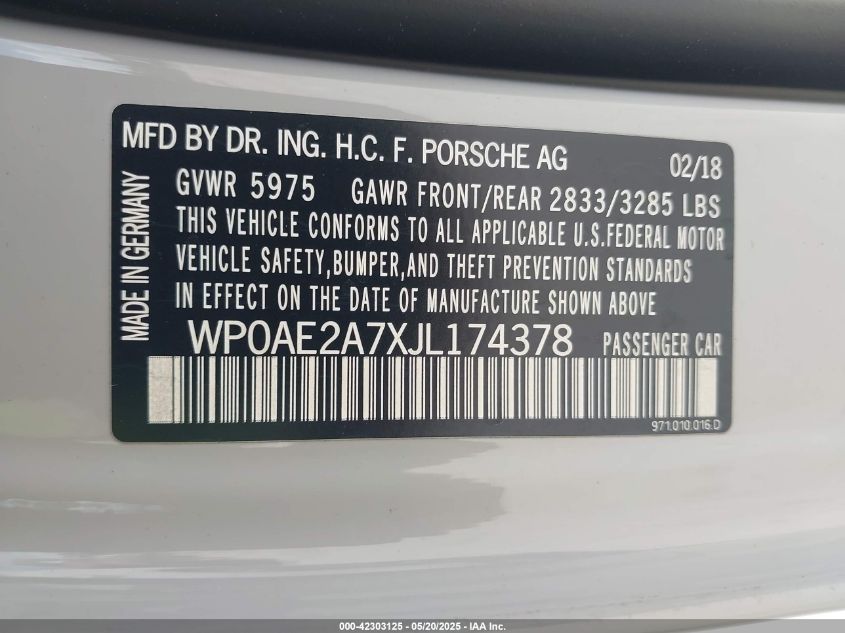 MFD BY DR. ING. H.C. F. PORSCHE AG 02/18
GVWR 5975 GAWR FRONT/REAR 2833/3285 LBS
THIS VEHICLE CONFORMS TO ALL APPLICABLE U.S.FEDERAL MOTOR
VEHICLE SAFETY,BUMPER,AND THEFT PREVENTION STANDARDS
IN EFFECT ON THE DATE OF MANUFACTURE SHOWN ABOVE
WP0AE2A7XJL174378 PASSENGER CAR
MADE IN GERMANY
971.010.016.D
000-42303125 - 05/20/2025 - IAA Inc.